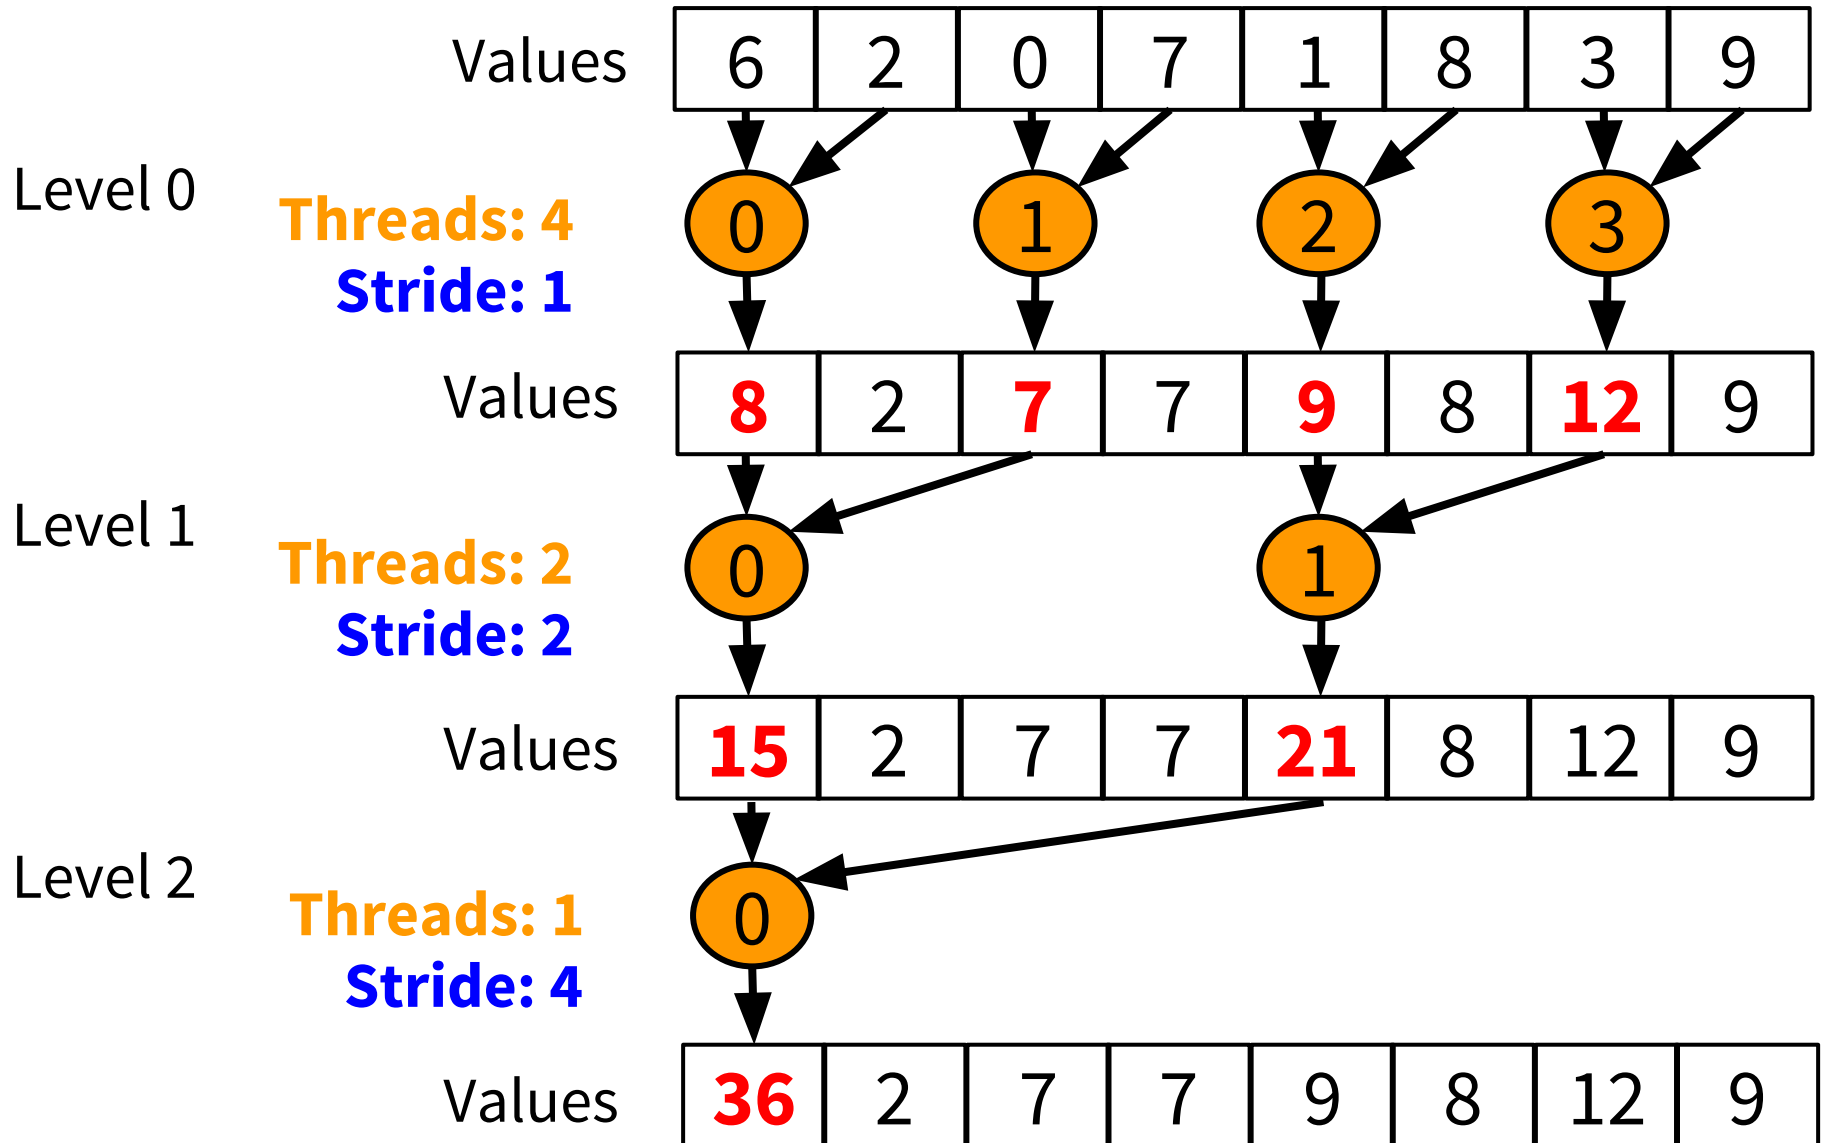 Values 6 2 0 7 1 8 3 9
Level 0
Threads: 4 0 1 2 3
Stride: 1
Values 8 2 7 7 9 8 12 9
Level 1
Threads: 2 0 1
Stride: 2
Values 15 2 7 7 21 8 12 9
Level 2
Threads: 1 0
Stride: 4
Values 36 2 7 7 9 8 12 9